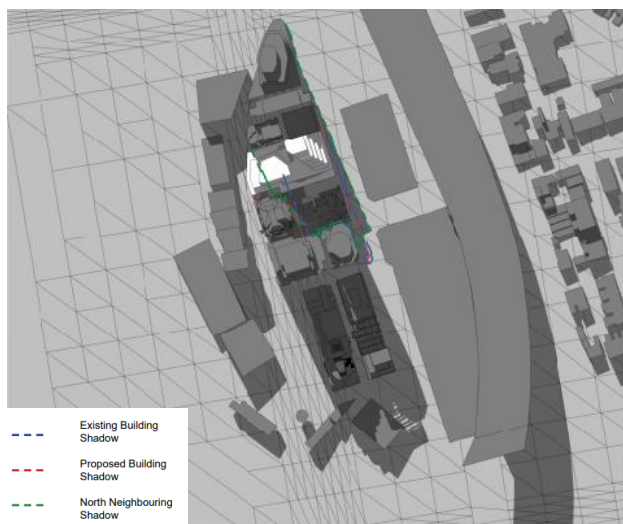 Existing Building
Shadow
Proposed Building
Shadow
North Neighbouring
Shadow